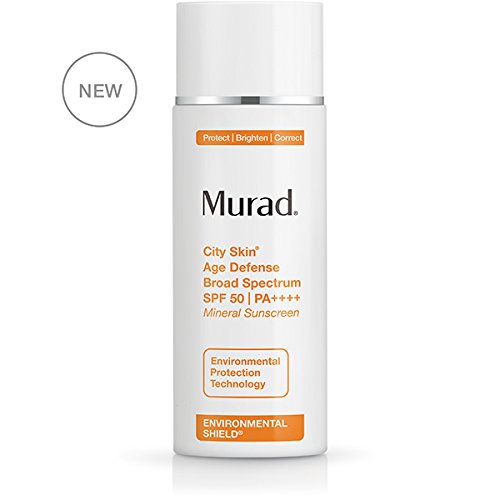 NEW
Protect | Brighten | Correct
Murad®
City Skin®
Age Defense
Broad Spectrum
SPF 50 | PA++++
Mineral Sunscreen
Environmental
Protection
Technology
ENVIRONMENTAL
SHIELD®